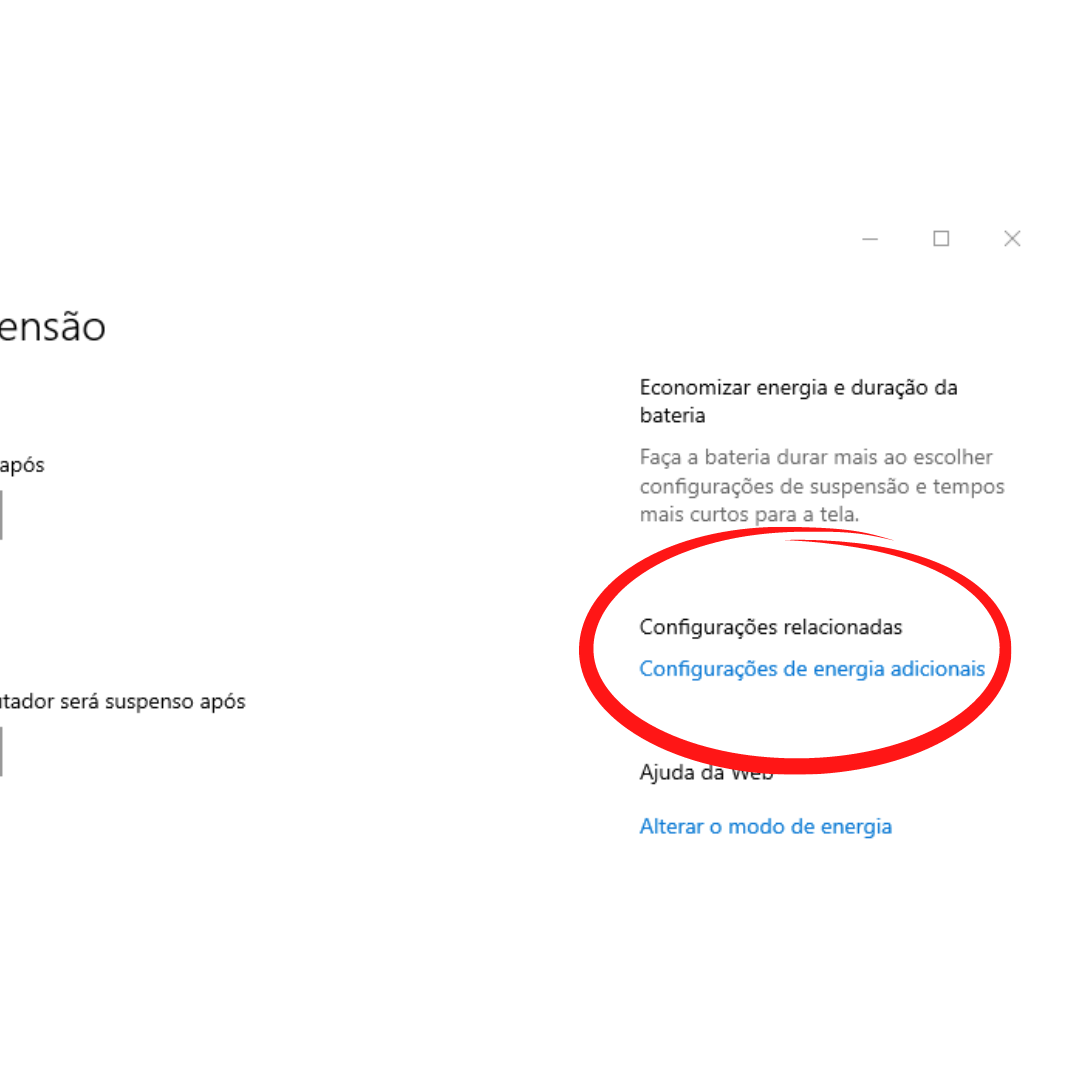 ensão
após
tador será suspenso após
Economizar energia e duração da
bateria
Faça a bateria durar mais ao escolher
configurações de suspensão e tempos
mais curtos para a tela.
Configurações relacionadas
Configurações de energia adicionais
Ajuda da Web
Alterar o modo de energia